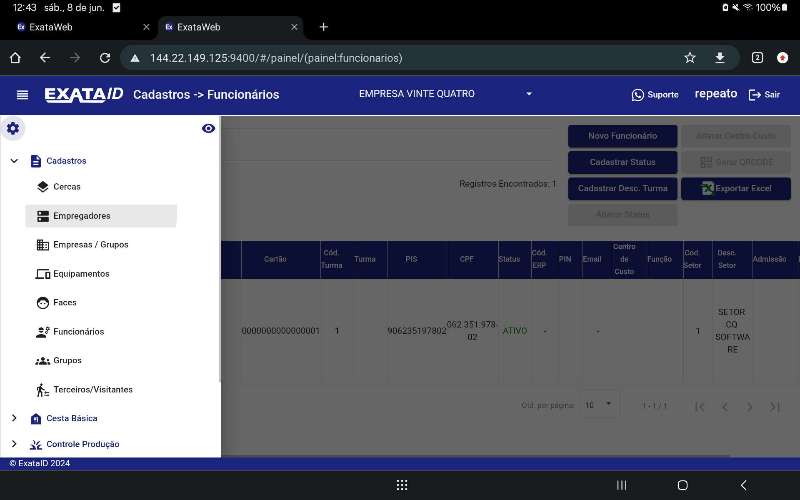 12:43 sáb., 8 de jun.
100%
ExataWeb
ExataWeb
144.22.149.125:9400/#/painel/(painel:funcionarios)
2
EXATA/D
Cadastros -> Funcionários
EMPRESA VINTE QUATRO
Suporte
repeato
Sair
Cadastros
Cercas
Empregadores
Empresas / Grupos
Equipamentos
Faces
Funcionários
Grupos
Terceiros/Visitantes
Cesta Básica
Controle Produção
Novo Funcionário
Alterar Centro Custo
Cadastrar Status
Gerar QRCODE
Registros Encontrados: 1
Cadastrar Desc. Turma
Exportar Excel
Alterar Status
Cartão
Cód. Turma
Turma
PIS
CPF
Status
Cód. ERP
PIN
Email
Centro de Custo
Função
Cod. Setor
Desc. Setor
Admissão
0000000000000001
1
906235197802
062.351.978-02
ATIVO
-
-
1
SETOR
CQ
SOFTWA
RE
Qtd. por página:
10
1 - 1 / 1
© ExataID 2024